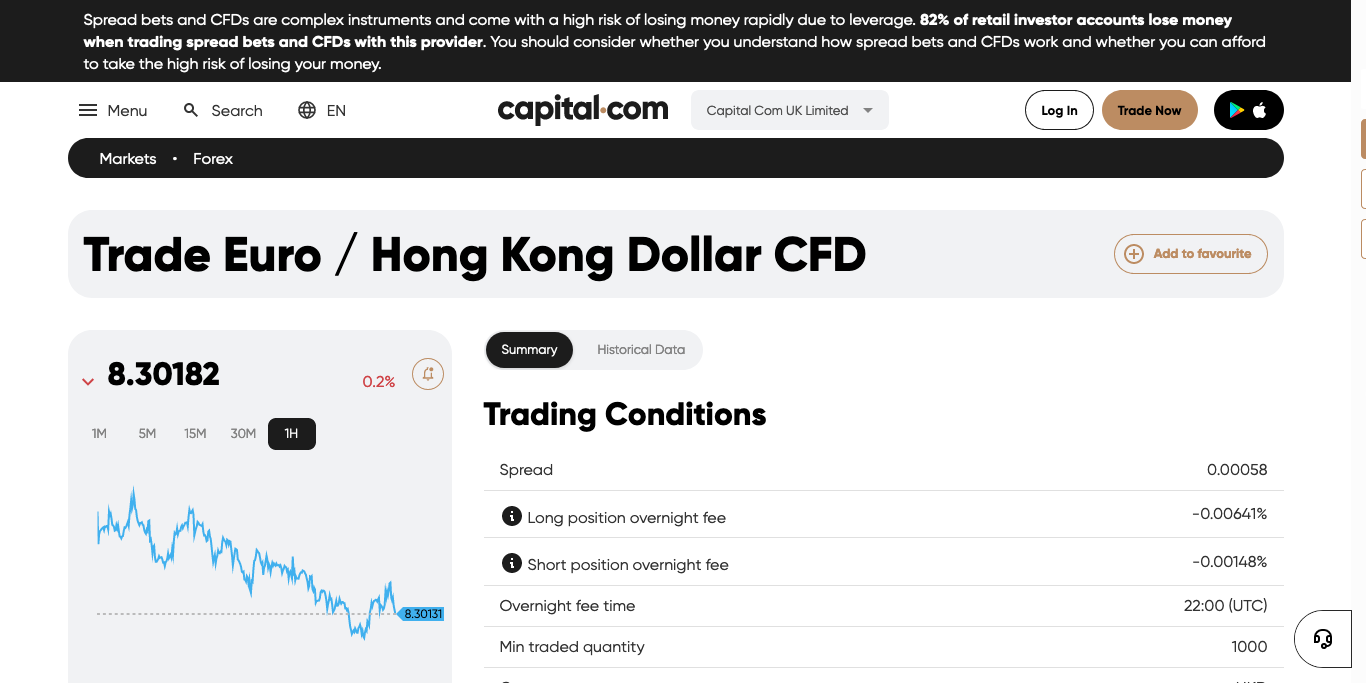 Spread bets and CFDs are complex instruments and come with a high risk of losing money rapidly due to leverage. 82% of retail investor accounts lose money
when trading spread bets and CFDs with this provider. You should consider whether you understand how spread bets and CFDs work and whether you can afford
to take the high risk of losing your money.
Menu Search EN capital.com Capital Com UK Limited Log In Trade Now
Markets • Forex
Trade Euro / Hong Kong Dollar CFD Add to favourite
8.30182 0.2%
1M 5M 15M 30M 1H
8.30131
Summary Historical Data
Trading Conditions
Spread 0.00058
Long position overnight fee -0.00641%
Short position overnight fee -0.00148%
Overnight fee time 22:00 (UTC)
Min traded quantity 1000